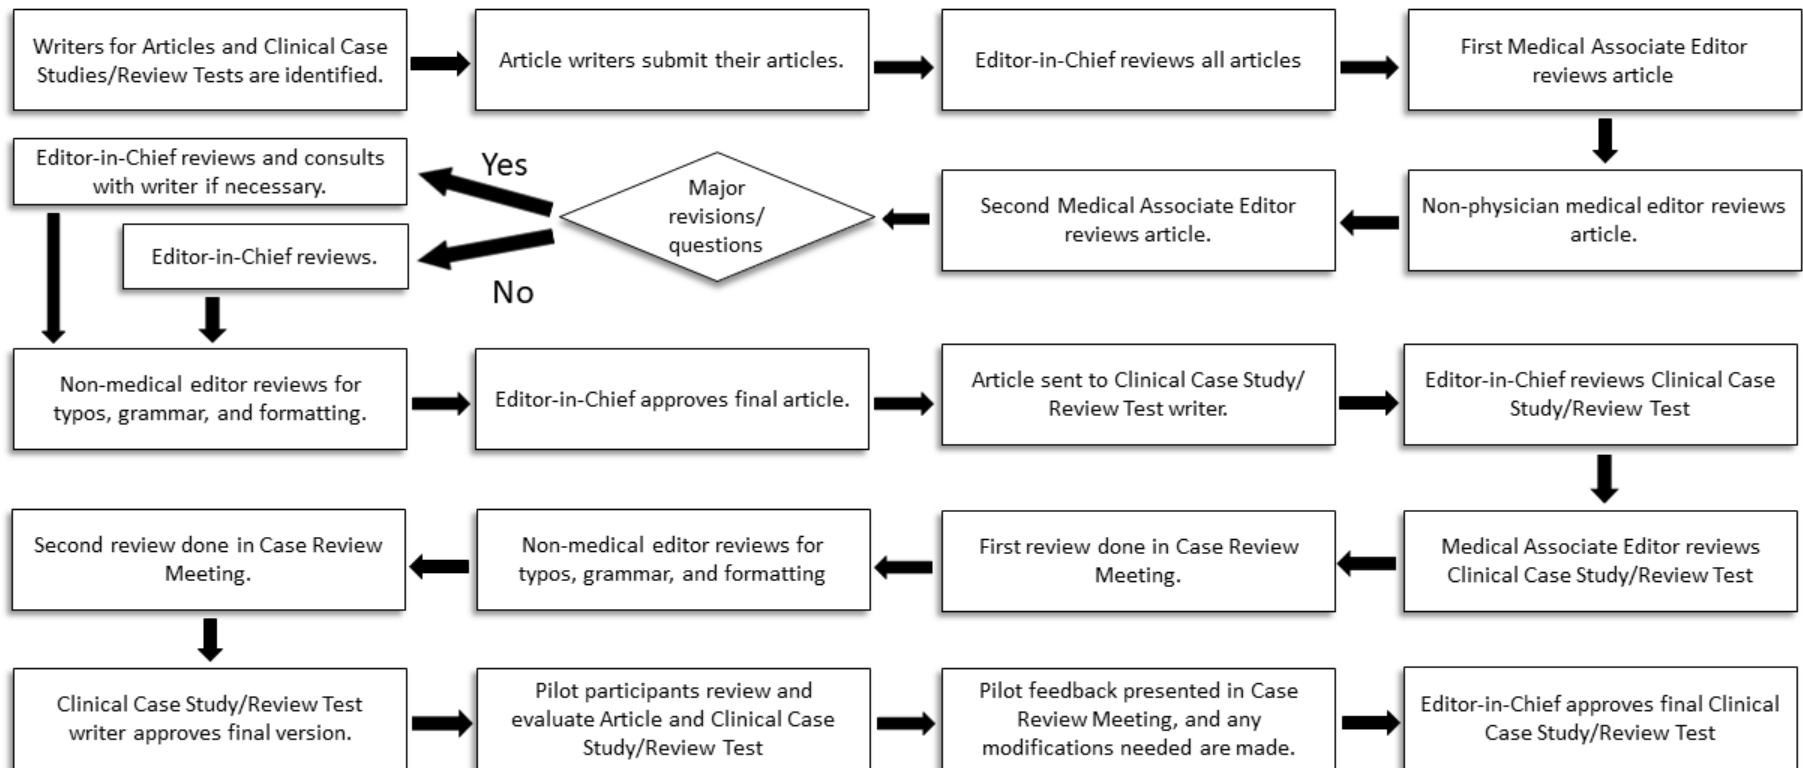 Writers for Articles and Clinical Case
Studies/Review Tests are identified.
Article writers submit their articles.
Editor-in-Chief reviews all articles
First Medical Associate Editor
reviews article
Non-physician medical editor reviews
article.
Second Medical Associate Editor
reviews article.
Major
revisions/
questions
Yes
Editor-in-Chief reviews and consults
with writer if necessary.
No
Editor-in-Chief reviews.
Non-medical editor reviews for
typos, grammar, and formatting.
Editor-in-Chief approves final article.
Article sent to Clinical Case Study/
Review Test writer.
Editor-in-Chief reviews Clinical Case
Study/Review Test
Medical Associate Editor reviews
Clinical Case Study/Review Test
First review done in Case Review
Meeting.
Non-medical editor reviews for
typos, grammar, and formatting
Second review done in Case Review
Meeting.
Clinical Case Study/Review Test
writer approves final version.
Pilot participants review and
evaluate Article and Clinical Case
Study/Review Test
Pilot feedback presented in Case
Review Meeting, and any
modifications needed are made.
Editor-in-Chief approves final Clinical
Case Study/Review Test